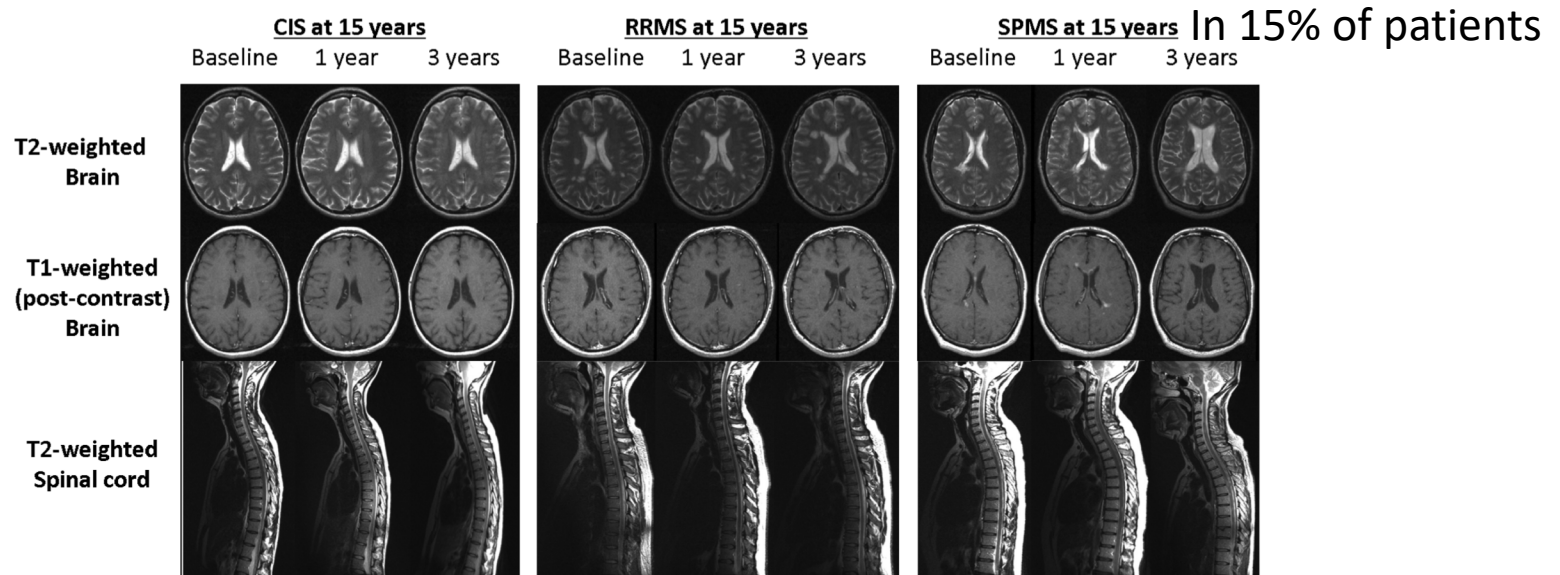 CIS at 15 years RRMS at 15 years SPMS at 15 years In 15% of patients
Baseline 1 year 3 years Baseline 1 year 3 years Baseline 1 year 3 years
T2-weighted
Brain
T1-weighted
(post-contrast)
Brain
T2-weighted
Spinal cord